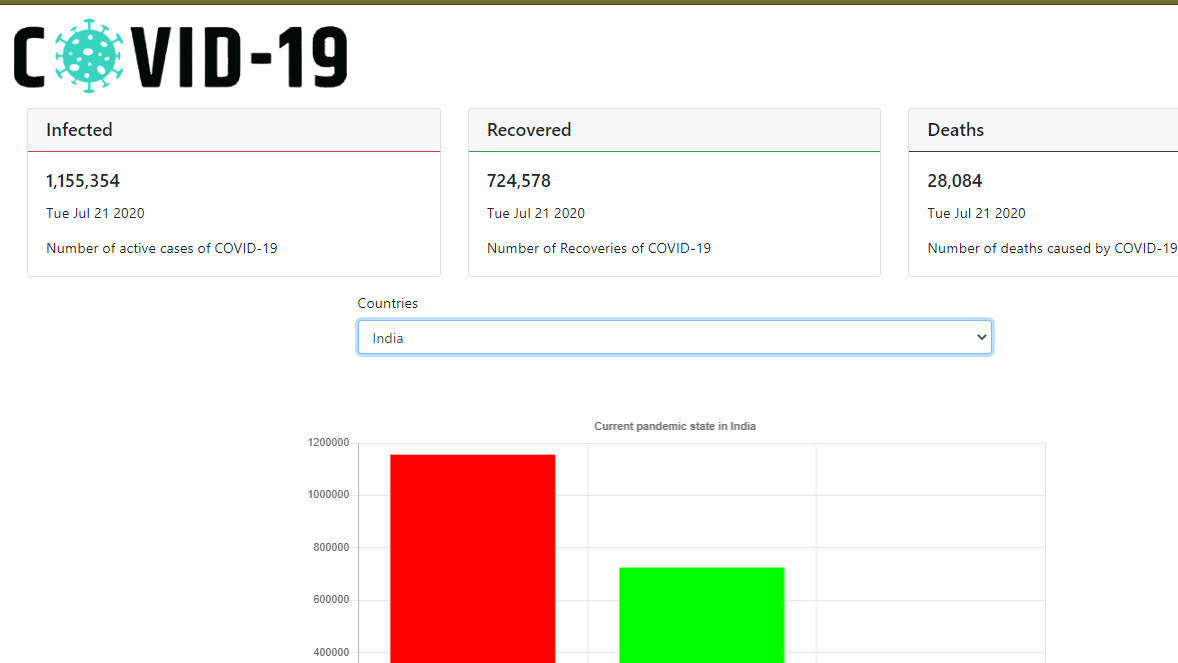 COVID-19
Infected
1,155,354
Tue Jul 21 2020
Number of active cases of COVID-19
Recovered
724,578
Tue Jul 21 2020
Number of Recoveries of COVID-19
Deaths
28,084
Tue Jul 21 2020
Number of deaths caused by COVID-19
Countries
India
Current pandemic state in India
1200000
1000000
800000
600000
400000